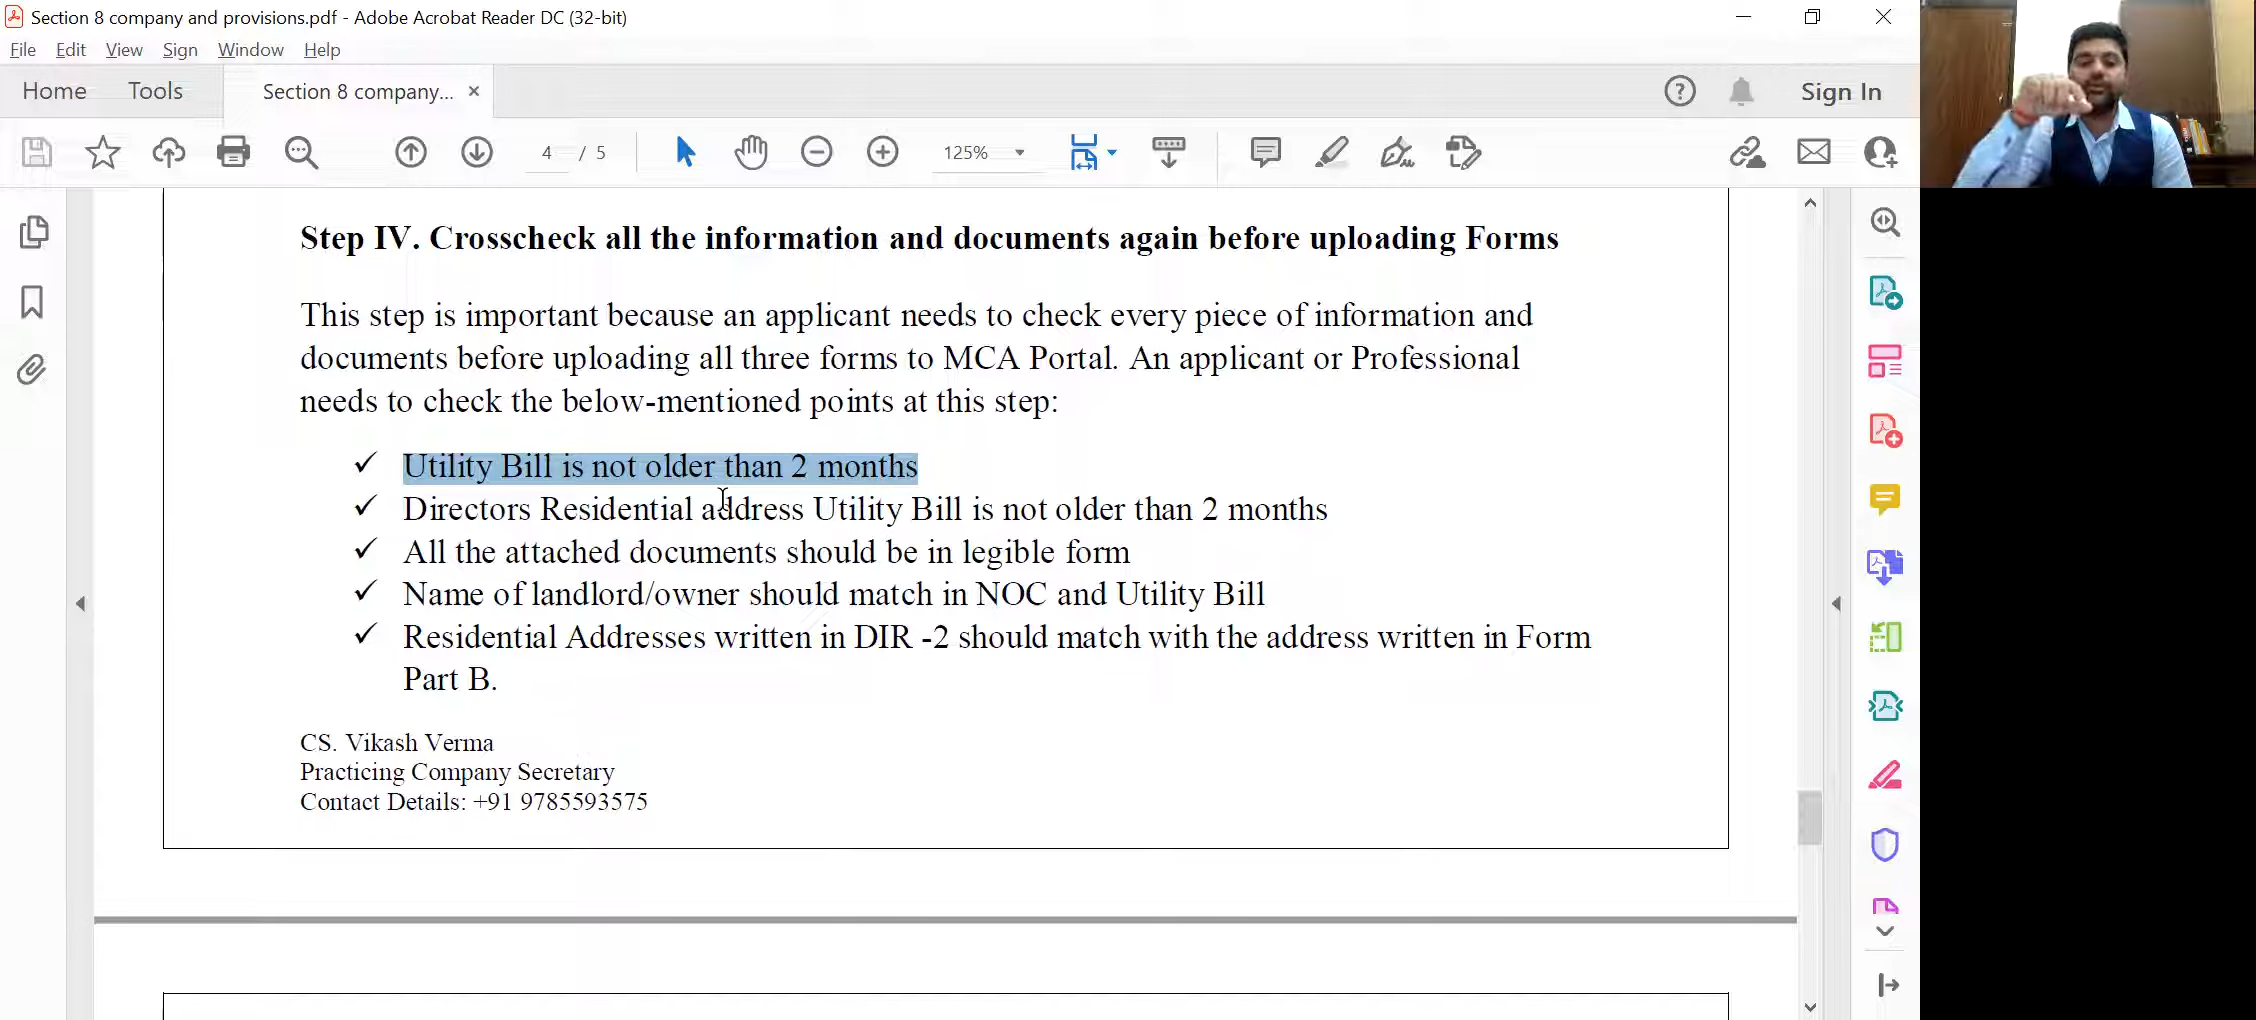 Section 8 company and provisions.pdf - Adobe Acrobat Reader DC (32-bit)
File Edit View Sign Window Help
Home Tools Section 8 company... × Sign In
4 / 5 125%
Step IV. Crosscheck all the information and documents again before uploading Forms
This step is important because an applicant needs to check every piece of information and
documents before uploading all three forms to MCA Portal. An applicant or Professional
needs to check the below-mentioned points at this step:
✓ Utility Bill is not older than 2 months
✓ Directors Residential address Utility Bill is not older than 2 months
✓ All the attached documents should be in legible form
✓ Name of landlord/owner should match in NOC and Utility Bill
✓ Residential Addresses written in DIR -2 should match with the address written in Form
Part B.
CS. Vikash Verma
Practicing Company Secretary
Contact Details: +91 9785593575